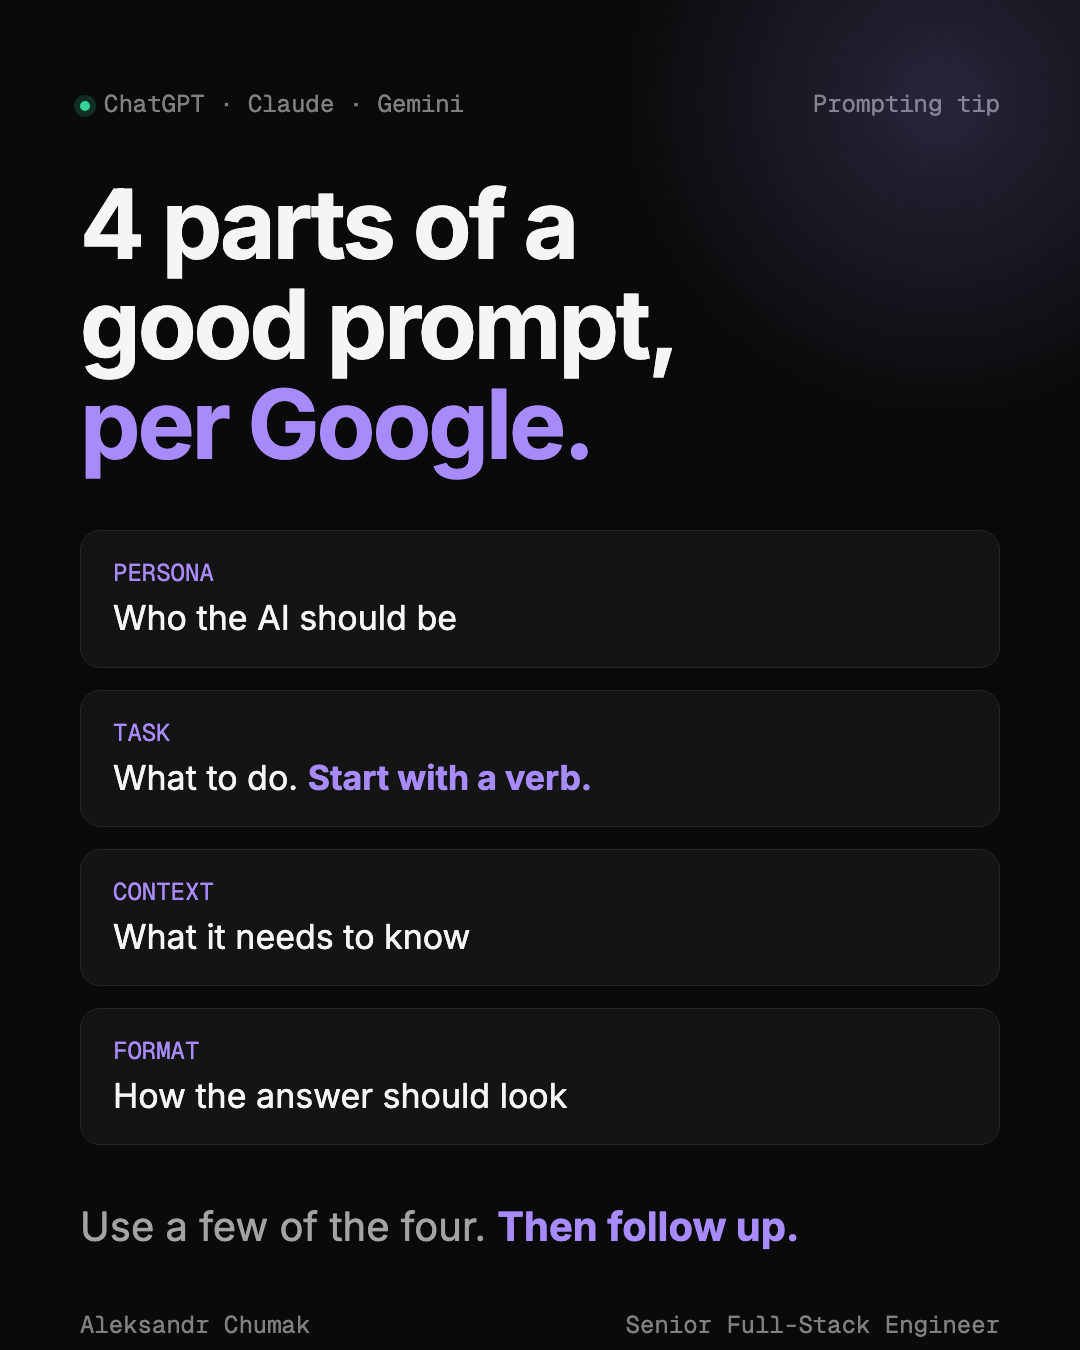 ChatGPT · Claude · Gemini
Prompting tip
4 parts of a
good prompt,
per Google.
PERSONA
Who the AI should be
TASK
What to do. Start with a verb.
CONTEXT
What it needs to know
FORMAT
How the answer should look
Use a few of the four. Then follow up.
Aleksandr Chumak
Senior Full-Stack Engineer